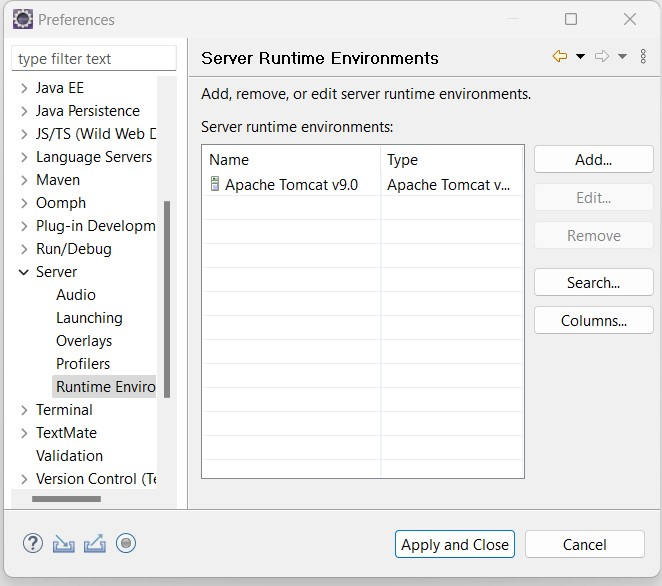 Preferences
type filter text
Java EE
Java Persistence
JS/TS (Wild Web D
Language Servers
Maven
Oomph
Plug-in Developm
Run/Debug
Server
Audio
Launching
Overlays
Profilers
Runtime Enviro
Terminal
TextMate
Validation
Version Control (Te
Server Runtime Environments
Add, remove, or edit server runtime environments.
Server runtime environments:
Name Type
Apache Tomcat v9.0 Apache Tomcat v...
Add...
Edit...
Remove
Search...
Columns...
Apply and Close Cancel